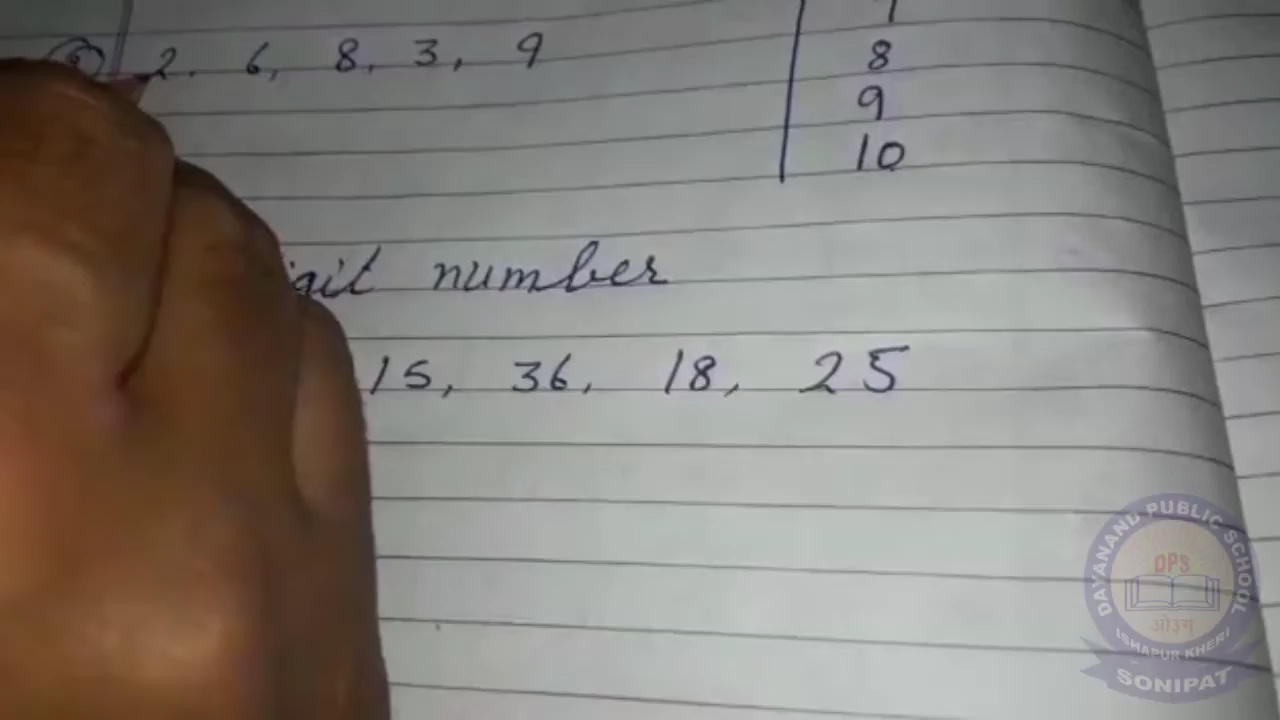 2. 6, 8, 3, 9
8
9
10
igit number
15, 36, 18, 25
DAYANAND PUBLIC SCHOOL
DPS
ओ३म्
ISHAPUR KHERI
SONIPAT